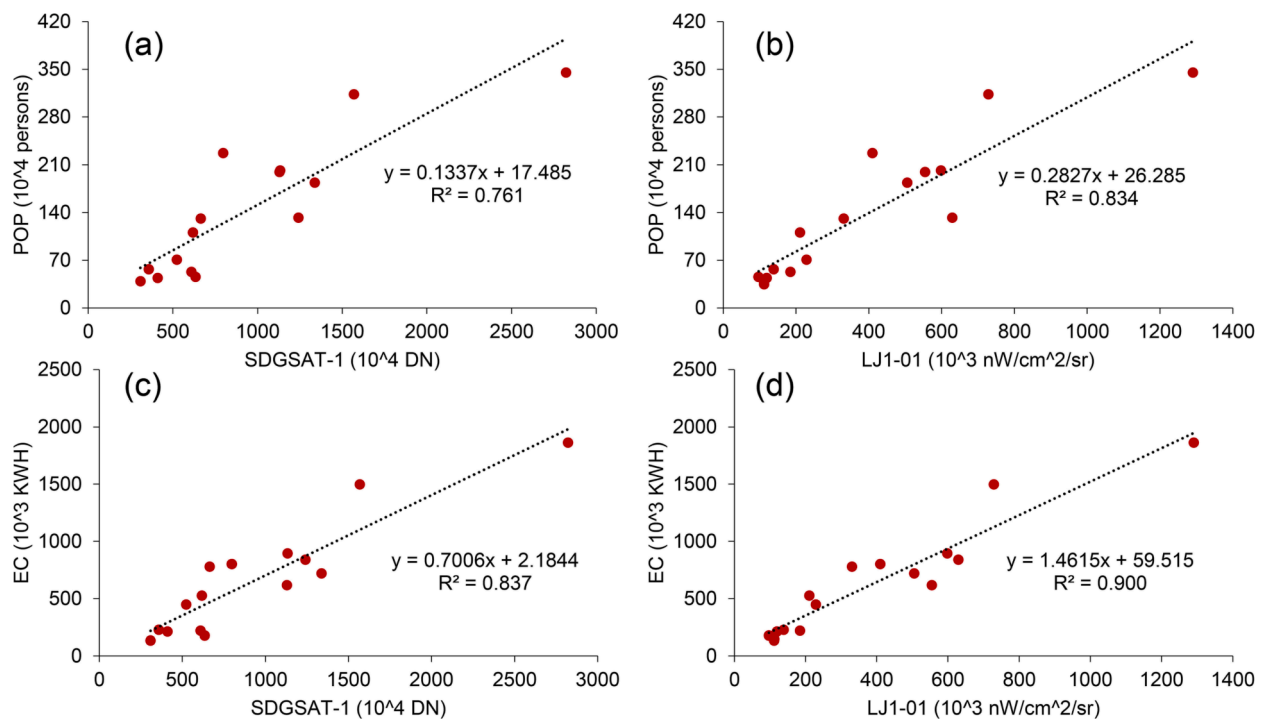 (a)
POP (10^4 persons)
420
350
280
210
140
70
0
y = 0.1337x + 17.485
R² = 0.761
0 500 1000 1500 2000 2500 3000
SDGSAT-1 (10^4 DN)
(b)
POP (10^4 persons)
420
350
280
210
140
70
0
y = 0.2827x + 26.285
R² = 0.834
0 200 400 600 800 1000 1200 1400
LJ1-01 (10^3 nW/cm^2/sr)
(c)
EC (10^3 KWH)
2500
2000
1500
1000
500
0
y = 0.7006x + 2.1844
R² = 0.837
0 500 1000 1500 2000 2500 3000
SDGSAT-1 (10^4 DN)
(d)
EC (10^3 KWH)
2500
2000
1500
1000
500
0
y = 1.4615x + 59.515
R² = 0.900
0 200 400 600 800 1000 1200 1400
LJ1-01 (10^3 nW/cm^2/sr)